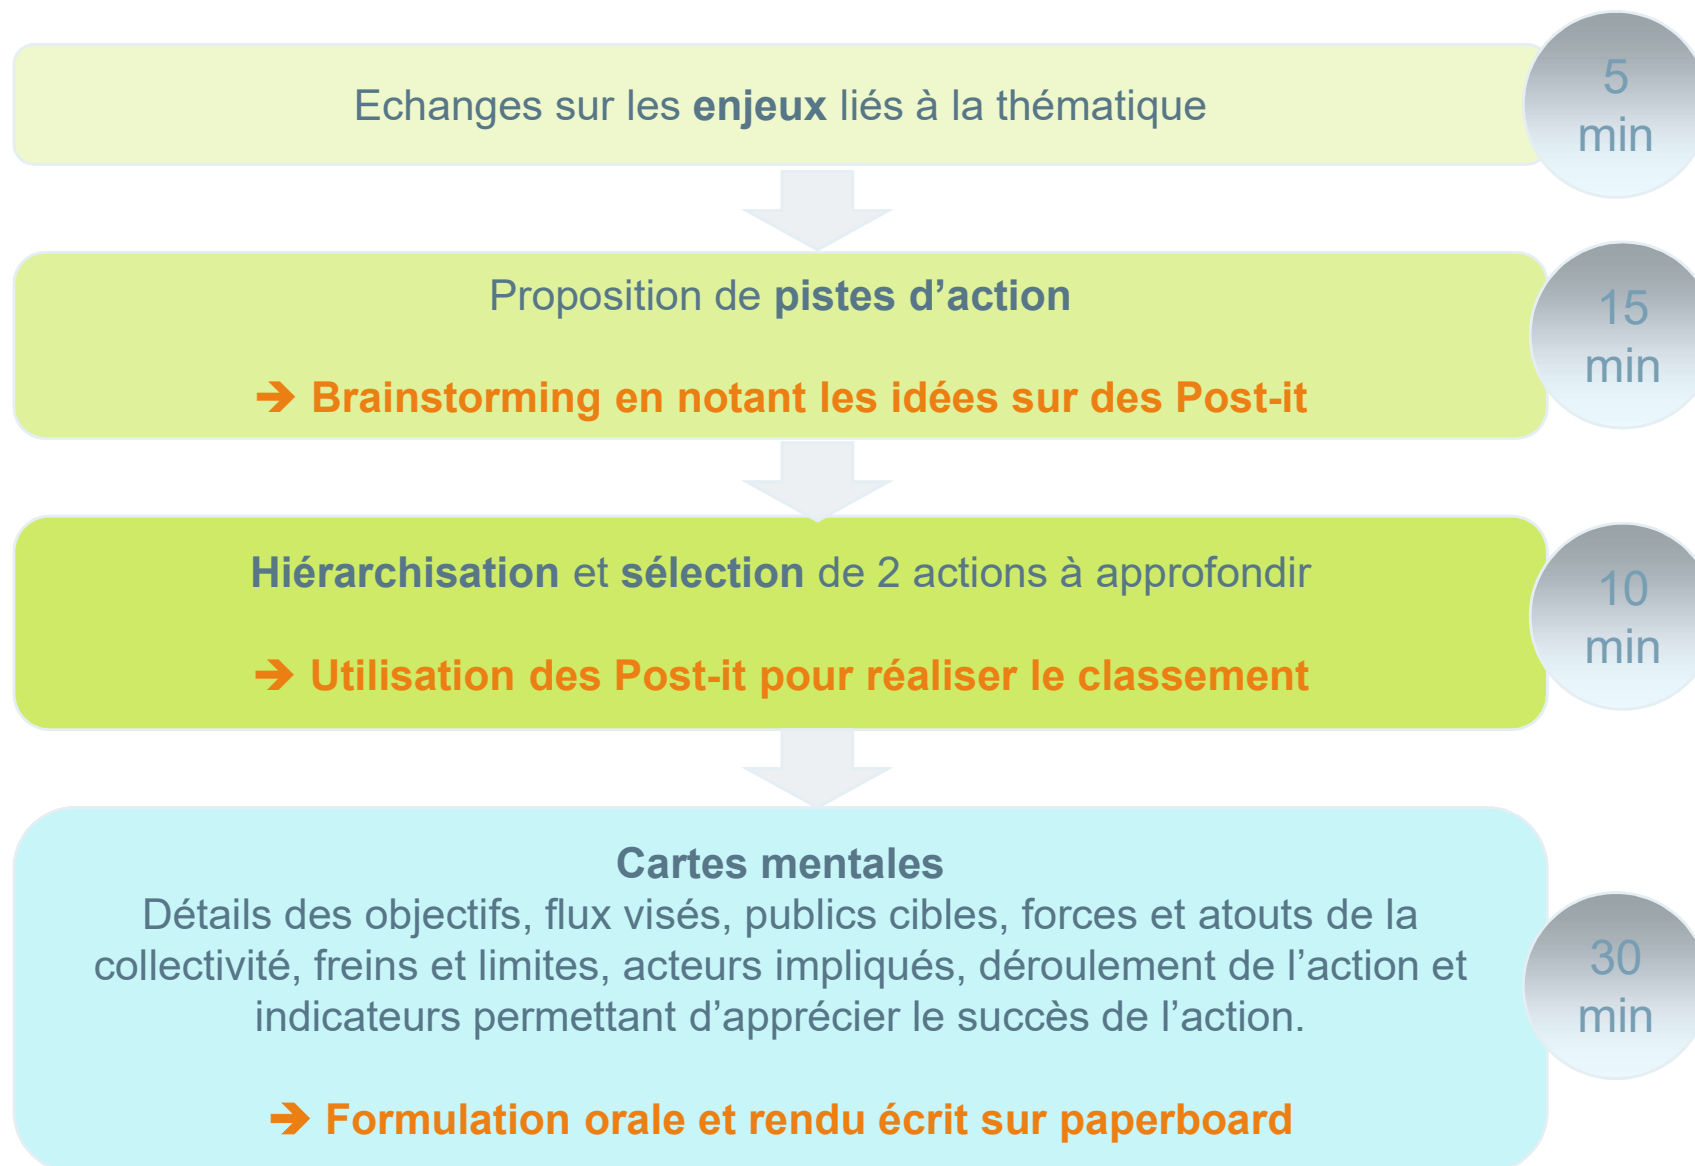 Echanges sur les enjeux liés à la thématique
5
min
Proposition de pistes d’action
➔ Brainstorming en notant les idées sur des Post-it
15
min
Hiérarchisation et sélection de 2 actions à approfondir
➔ Utilisation des Post-it pour réaliser le classement
10
min
Cartes mentales
Détails des objectifs, flux visés, publics cibles, forces et atouts de la
collectivité, freins et limites, acteurs impliqués, déroulement de l’action et
indicateurs permettant d’apprécier le succès de l’action.
➔ Formulation orale et rendu écrit sur paperboard
30
min